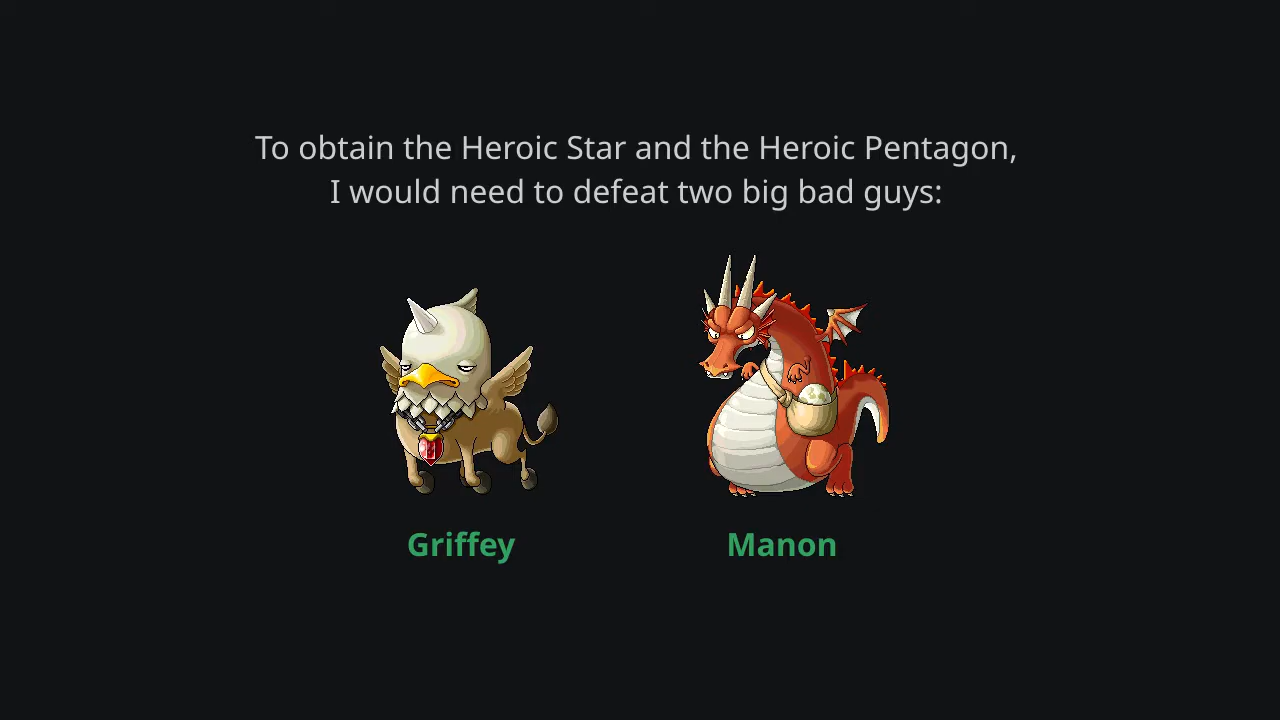 To obtain the Heroic Star and the Heroic Pentagon,
I would need to defeat two big bad guys:
Griffey
Manon